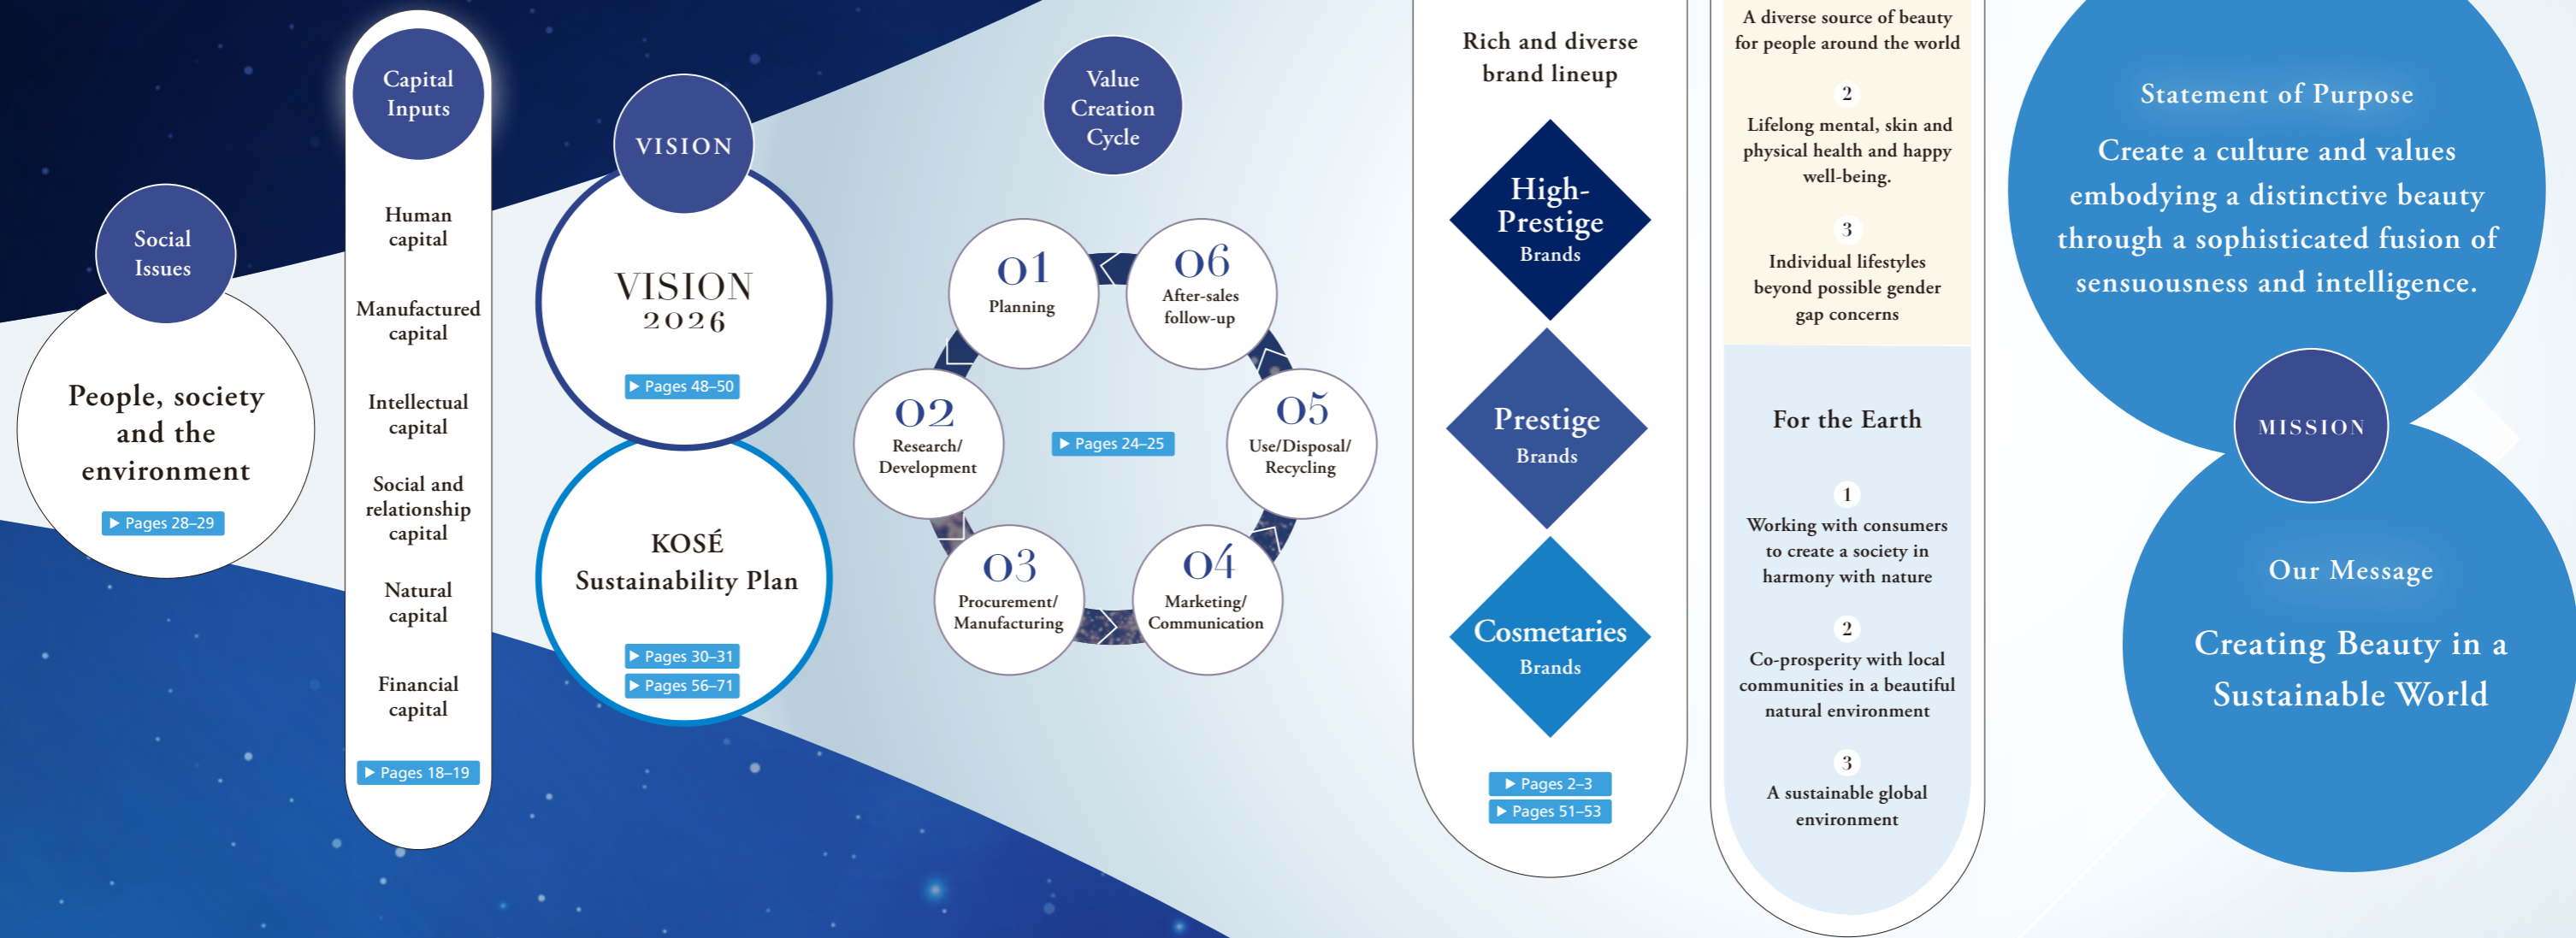 Social
Issues
People, society
and the
environment
Pages 28–29
Capital
Inputs
Human
capital
Manufactured
capital
Intellectual
capital
Social and
relationship
capital
Natural
capital
Financial
capital
Pages 18–19
VISION
VISION
2026
Pages 48–50
KOSÉ
Sustainability Plan
Pages 30–31
Pages 56–71
Value
Creation
Cycle
01
Planning
02
Research/
Development
03
Procurement/
Manufacturing
04
Marketing/
Communication
05
Use/Disposal/
Recycling
06
After-sales
follow-up
Pages 24–25
Rich and diverse
brand lineup
High-
Prestige
Brands
Prestige
Brands
Cosmetaries
Brands
Pages 2–3
Pages 51–53
A diverse source of beauty
for people around the world
2
Lifelong mental, skin and
physical health and happy
well-being.
3
Individual lifestyles
beyond possible gender
gap concerns
For the Earth
1
Working with consumers
to create a society in
harmony with nature
2
Co-prosperity with local
communities in a beautiful
natural environment
3
A sustainable global
environment
Statement of Purpose
Create a culture and values
embodying a distinctive beauty
through a sophisticated fusion of
sensuousness and intelligence.
MISSION
Our Message
Creating Beauty in a
Sustainable World